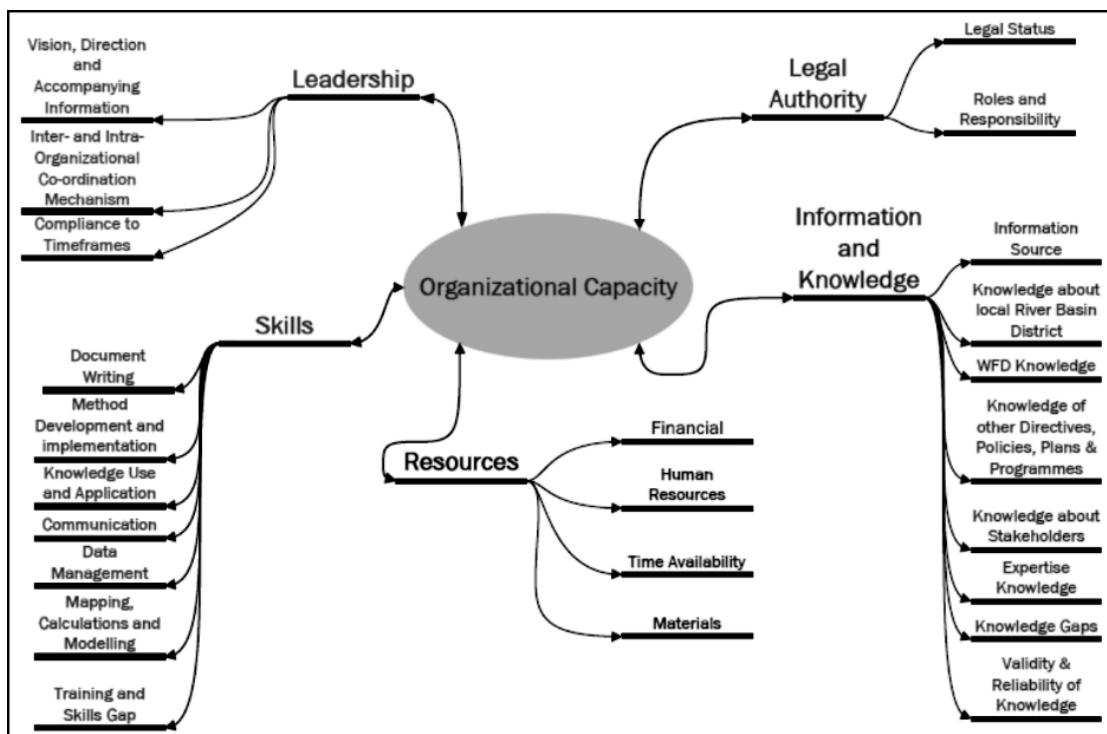 Leadership
Vision, Direction
and
Accompanying
Information
Inter- and Intra-
Organizational
Co-ordination
Mechanism
Compliance to
Timeframes
Legal
Authority
Legal Status
Roles and
Responsibility
Organizational Capacity
Information
and
Knowledge
Information
Source
Knowledge about
local River Basin
District
WFD Knowledge
Knowledge of
other Directives,
Policies, Plans &
Programmes
Knowledge about
Stakeholders
Expertise
Knowledge
Knowledge Gaps
Validity &
Reliability of
Knowledge
Skills
Document
Writing
Method
Development and
implementation
Knowledge Use
and Application
Communication
Data
Management
Mapping,
Calculations and
Modelling
Training and
Skills Gap
Resources
Financial
Human
Resources
Time Availability
Materials